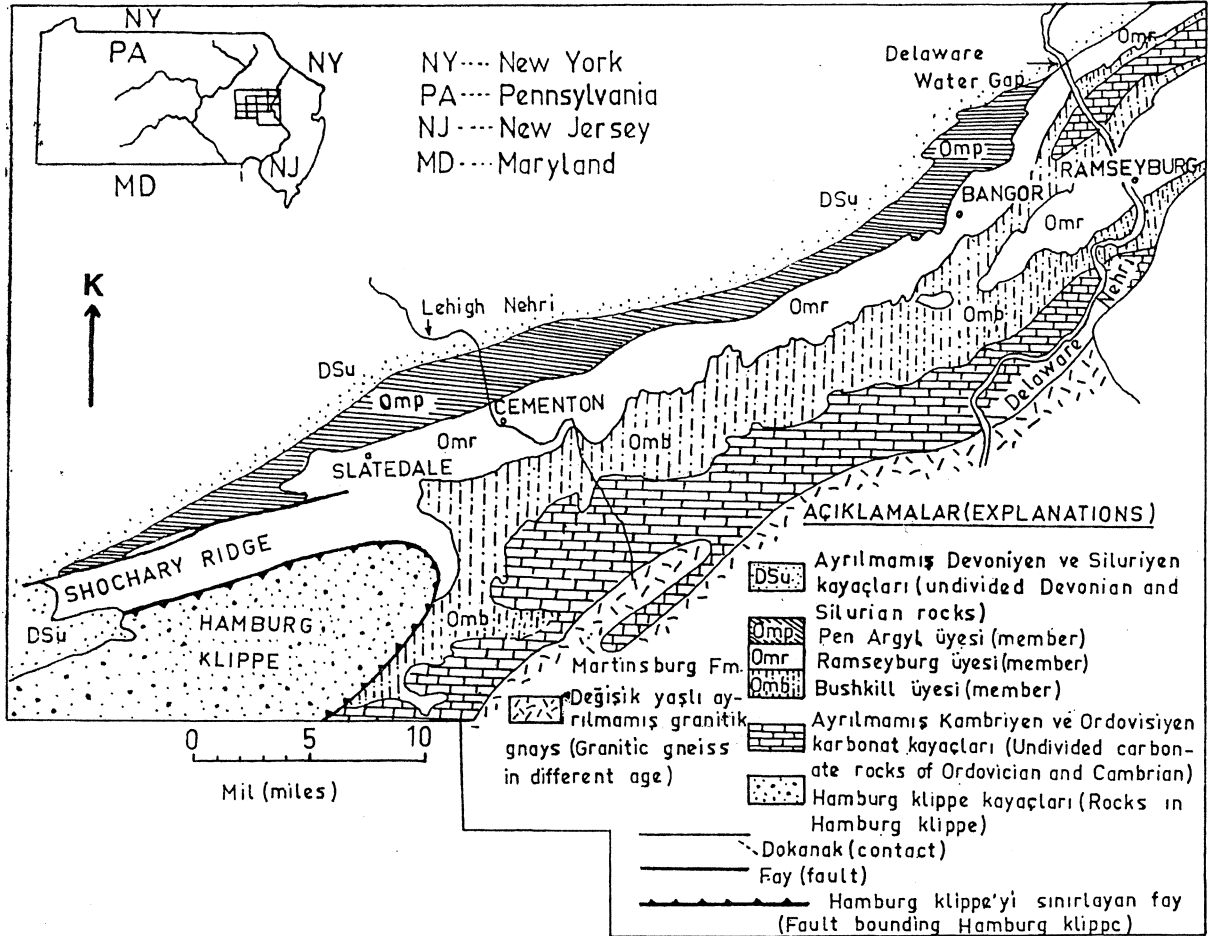 NY
PA
NY
NJ
MD
NY---- New York
PA---- Pennsylvania
NJ ---- New Jersey
MD ---- Maryland
Delaware
Water Gap
Omr
Omp
RAMSEYBURG
BANGOR
DSu
Omr
K
Lehigh Nehri
Omr
Omb
Delaware Nehri
DSu
Omp
CEMENTON
Omr
Omb
SLATEDALE
SHOCHARY RIDGE
HAMBURG
KLIPPE
DSu
Omb
0 5 10
Mil (miles)
AÇIKLAMALAR (EXPLANATIONS)
DSu Ayrılmamış Devoniyen ve Siluriyen
kayaçları (undivided Devonian and
Silurian rocks)
Martinsburg Fm.
Omp Pen Argyl üyesi (member)
Omr Ramseyburg üyesi (member)
Omb Bushkill üyesi (member)
Değişik yaşlı ay-
rılmamış granitik
gnays (Granitic gneiss
in different age)
Ayrılmamış Kambriyen ve Ordovisiyen
karbonat kayaçları (Undivided carbon-
ate rocks of Ordovician and Cambrian)
Hamburg klippe kayaçları (Rocks in
Hamburg klippe)
Dokanak (contact)
Fay (fault)
Hamburg klippe'yi sınırlayan fay
(Fault bounding Hamburg klippe)